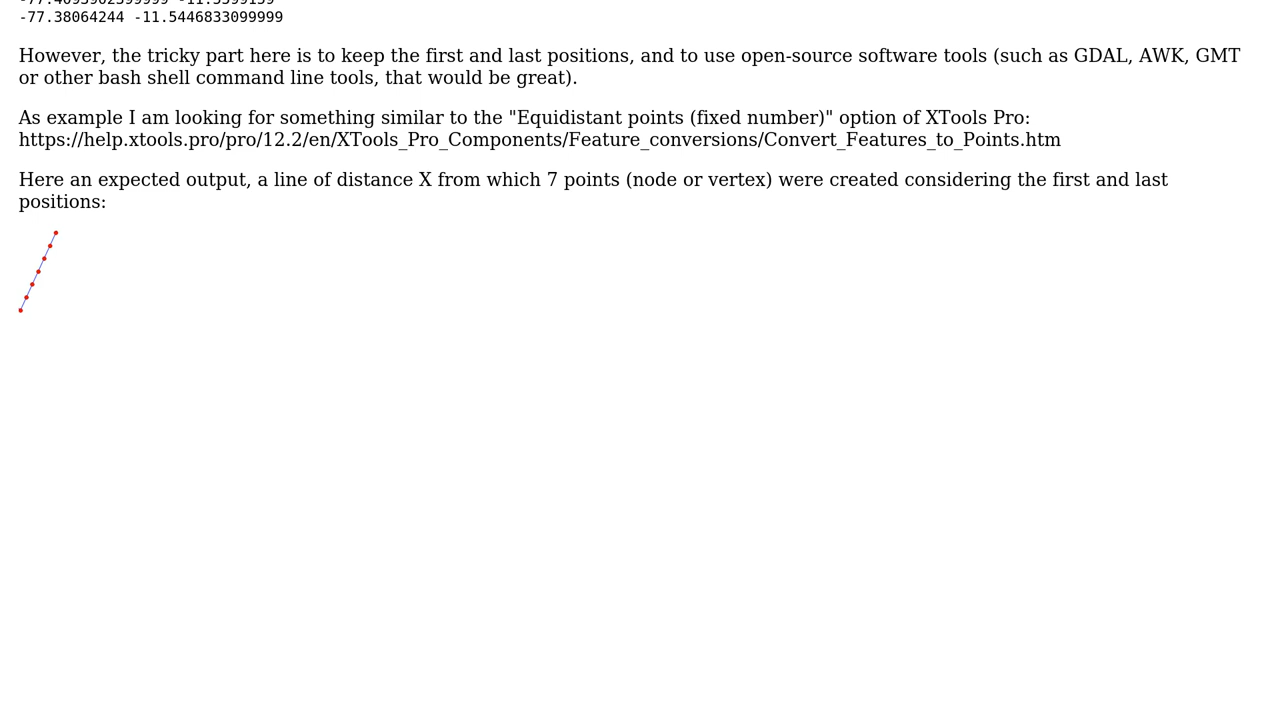 -77.38064244 -11.5446833099999
However, the tricky part here is to keep the first and last positions, and to use open-source software tools (such as GDAL, AWK, GMT
or other bash shell command line tools, that would be great).
As example I am looking for something similar to the "Equidistant points (fixed number)" option of XTools Pro:
https://help.xtools.pro/pro/12.2/en/XTools_Pro_Components/Feature_conversions/Convert_Features_to_Points.htm
Here an expected output, a line of distance X from which 7 points (node or vertex) were created considering the first and last
positions: